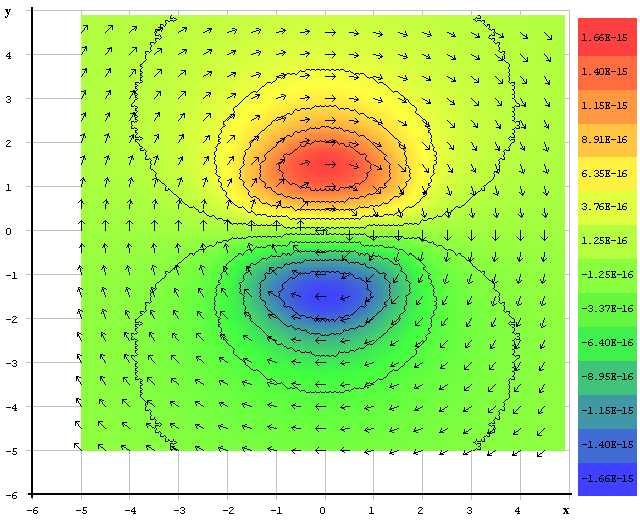 y
4
3
2
1
0
-1
-2
-3
-4
-5
-6
-6 -5 -4 -3 -2 -1 0 1 2 3 4 x
1.66E-15
1.40E-15
1.15E-15
8.91E-16
6.35E-16
3.76E-16
1.25E-16
-1.25E-16
-3.37E-16
-6.40E-16
-8.95E-16
-1.15E-15
-1.40E-15
-1.66E-15